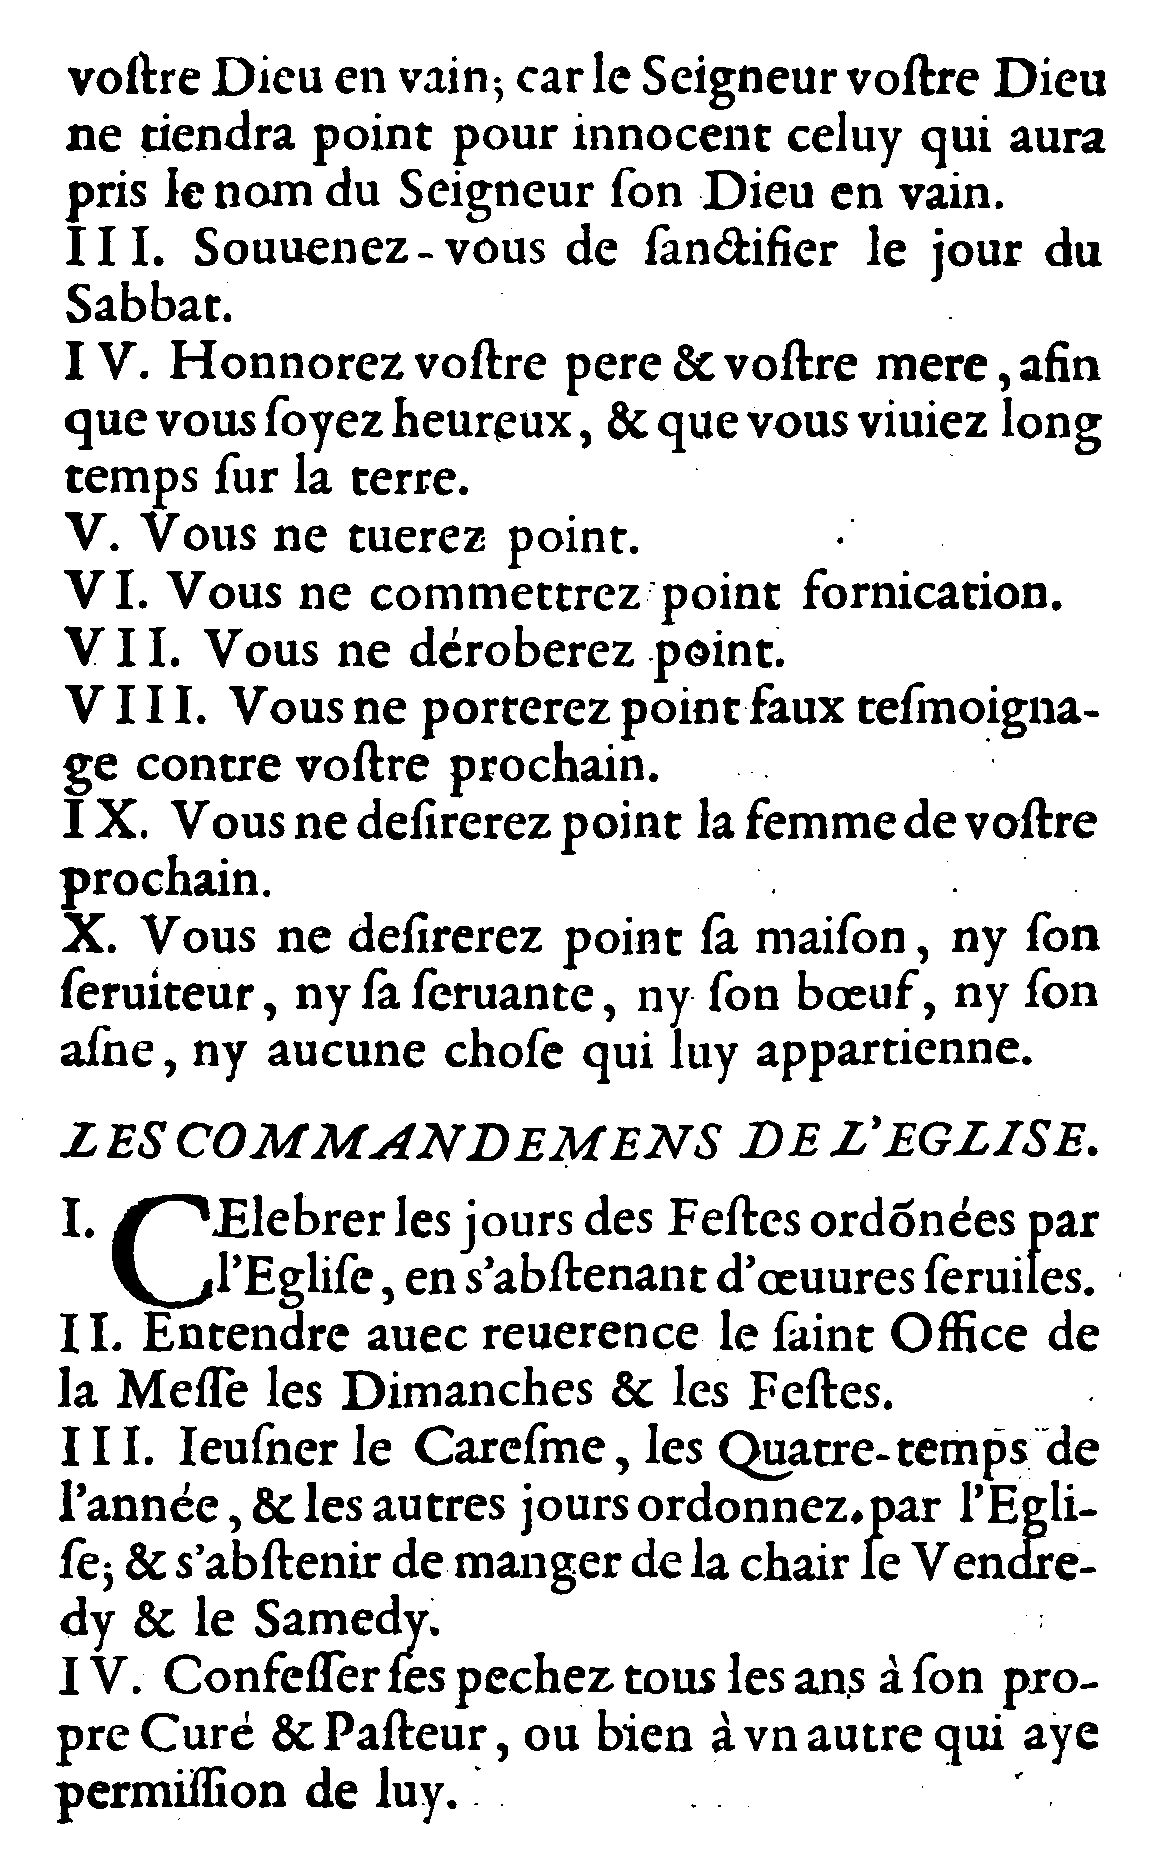 voſtre Dieu en vain; car le Seigneur voſtre Dieu
ne tiendra point pour innocent celuy qui aura
pris le nom du Seigneur ſon Dieu en vain.
III. Souuenez-vous de ſanctifier le jour du
Sabbat.
IV. Honnorez voſtre pere & voſtre mere, afin
que vous ſoyez heureux, & que vous viuiez long
temps ſur la terre.
V. Vous ne tuerez point.
VI. Vous ne commettrez point fornication.
VII. Vous ne déroberez point.
VIII. Vous ne porterez point faux teſmoigna-
ge contre voſtre prochain.
IX. Vous ne deſirerez point la femme de voſtre
prochain.
X. Vous ne deſirerez point ſa maiſon, ny ſon
ſeruiteur, ny ſa ſeruante, ny ſon bœuf, ny ſon
aſne, ny aucune choſe qui luy appartienne.
LES COMMANDEMENS DE L'EGLISE.
I. CElebrer les jours des Feſtes ordõnées par
l'Egliſe, en s'abſtenant d'œuures ſeruiles.
II. Entendre auec reuerence le ſaint Office de
la Meſſe les Dimanches & les Feſtes.
III. Ieuſner le Careſme, les Quatre-temps de
l'année, & les autres jours ordonnez par l'Egli-
ſe; & s'abſtenir de manger de la chair le Vendre-
dy & le Samedy.
IV. Confeſſer ſes pechez tous les ans à ſon pro-
pre Curé & Paſteur, ou bien à vn autre qui aye
permiſſion de luy.